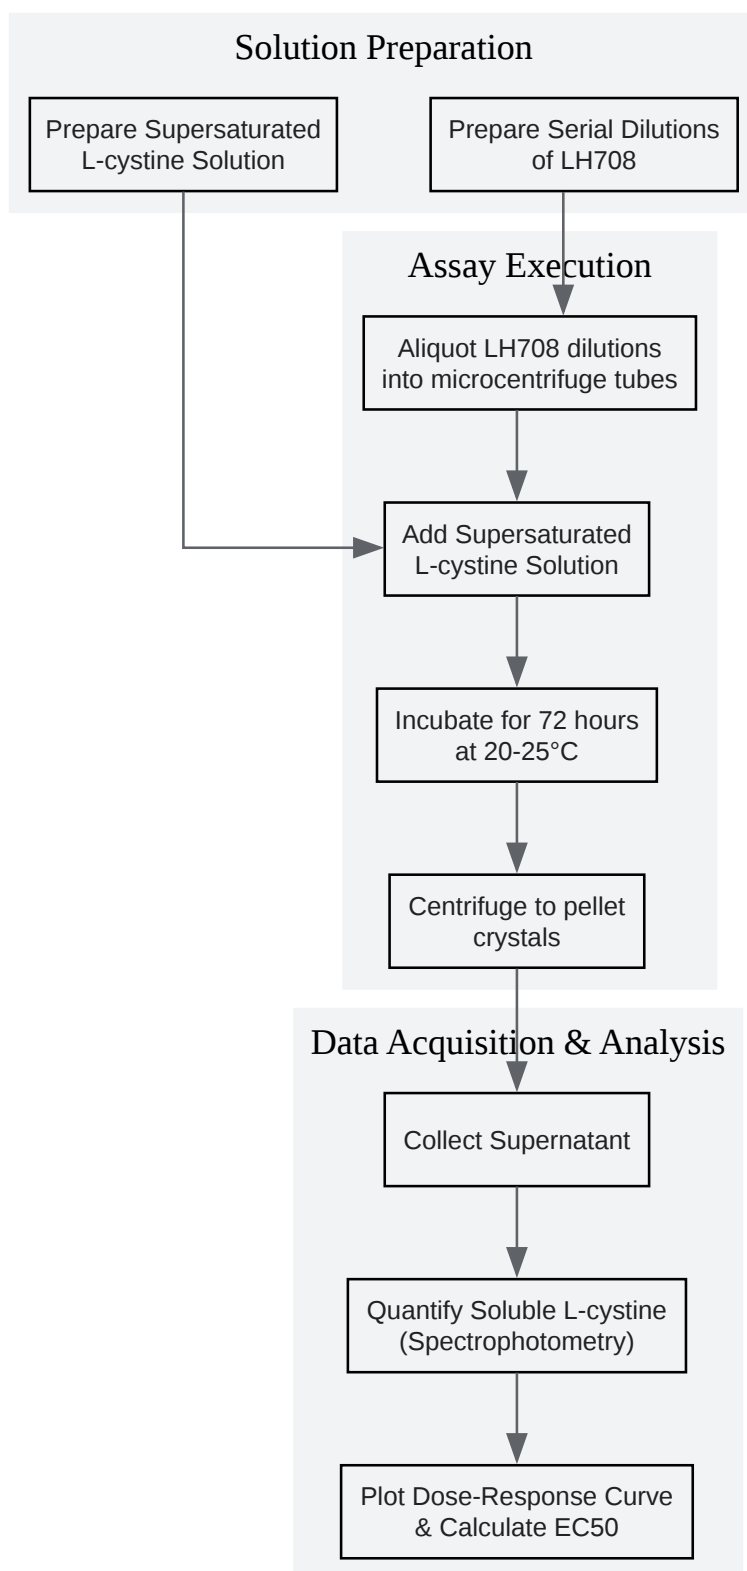 Solution Preparation
Prepare Supersaturated
L-cystine Solution
Prepare Serial Dilutions
of LH708
Assay Execution
Aliquot LH708 dilutions
into microcentrifuge tubes
Add Supersaturated
L-cystine Solution
Incubate for 72 hours
at 20-25°C
Centrifuge to pellet
crystals
Data Acquisition & Analysis
Collect Supernatant
Quantify Soluble L-cystine
(Spectrophotometry)
Plot Dose-Response Curve
& Calculate EC50